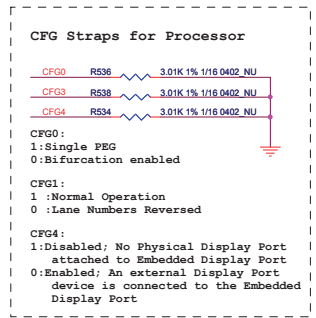 CFG Straps for Processor
CFG0 R536 3.01K 1% 1/16 0402_NU
CFG3 R538 3.01K 1% 1/16 0402_NU
CFG4 R534 3.01K 1% 1/16 0402_NU
CFG0:
1:Single PEG
0:Bifurcation enabled
CFG1:
1 :Normal Operation
0 :Lane Numbers Reversed
CFG4:
1:Disabled; No Physical Display Port
attached to Embedded Display Port
0:Enabled; An external Display Port
device is connected to the Embedded
Display Port